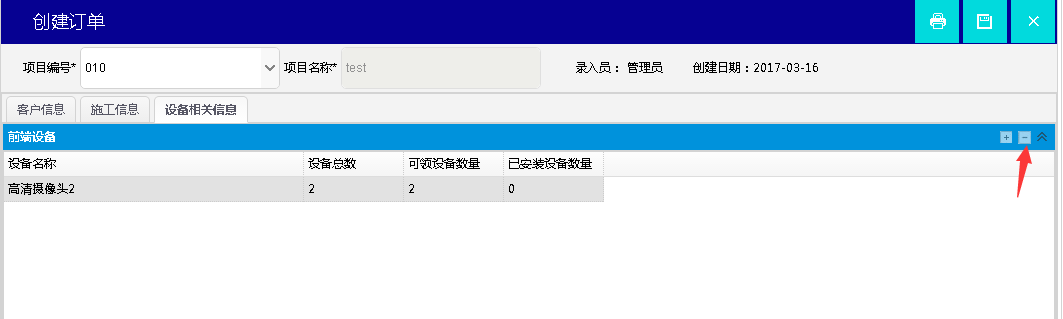 创建订单
项目编号* 010 项目名称* test 录入员： 管理员 创建日期：2017-03-16
客户信息 施工信息 设备相关信息
前端设备
设备名称 设备总数 可领设备数量 已安装设备数量
高清摄像头2 2 2 0